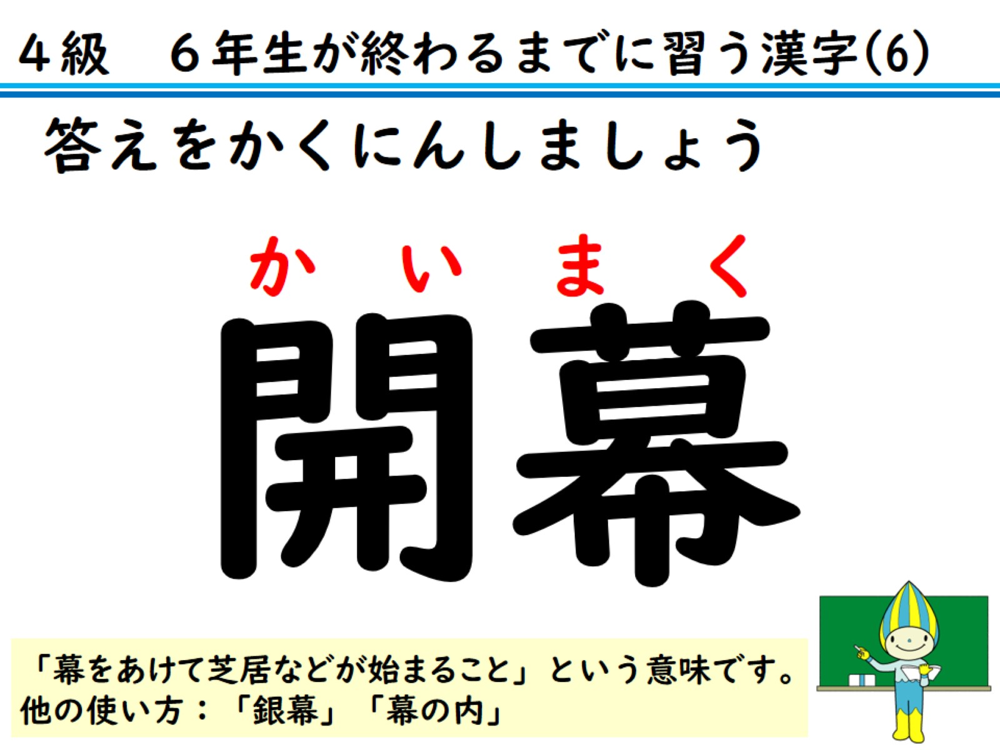 ４級　６年生が終わるまでに習う漢字(6)
答えをかくにんしましょう
かいまく
開幕
「幕をあけて芝居などが始まること」という意味です。
他の使い方：「銀幕」「幕の内」